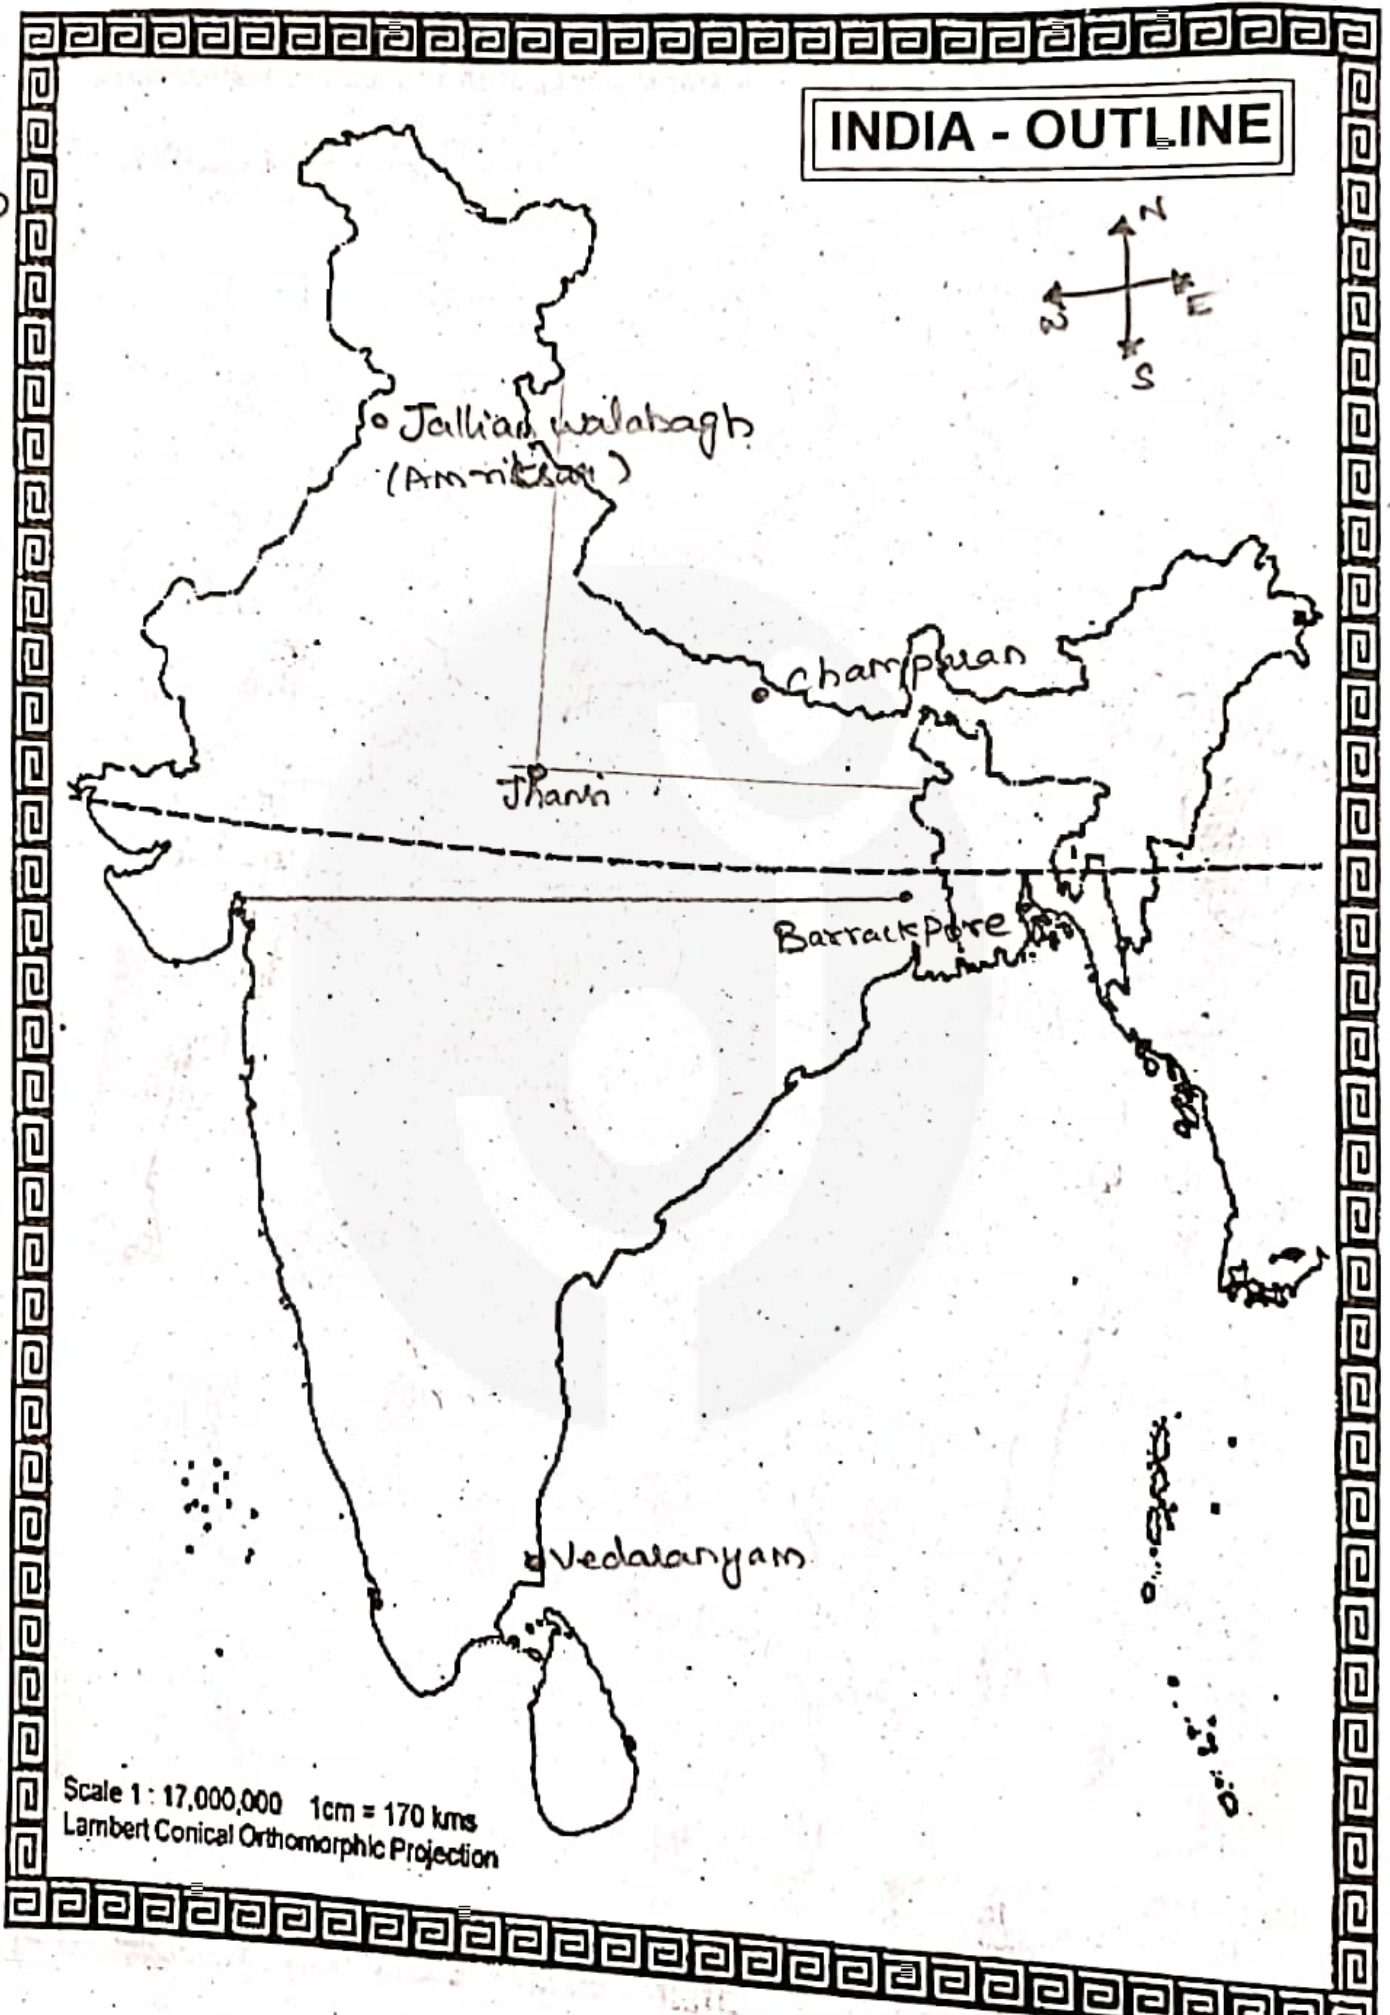 INDIA - OUTLINE
N
W
E
S
Jallian walabagh
(Amritsar)
Champuan
Jhansi
Barrackpore
Vedaranyam
Scale 1 : 17,000,000 1cm = 170 kms
Lambert Conical Orthomorphic Projection